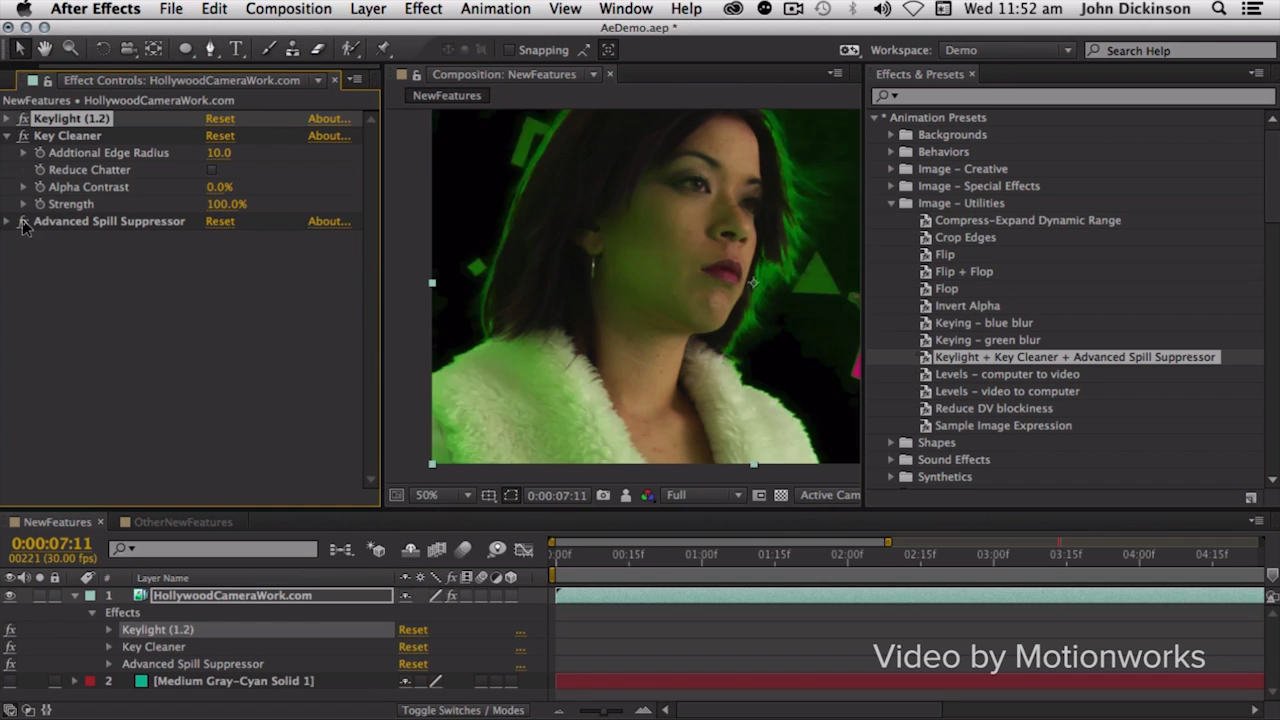 After Effects File Edit Composition Layer Effect Animation View Window Help Wed 11:52 am John Dickinson
AeDemo.aep *
Snapping Workspace: Demo Search Help
Effect Controls: HollywoodCameraWork.com
NewFeatures • HollywoodCameraWork.com
fx Keylight (1.2) Reset About...
fx Key Cleaner Reset About...
Addtional Edge Radius 10.0
Reduce Chatter
Alpha Contrast 0.0%
Strength 100.0%
fx Advanced Spill Suppressor Reset About...
Composition: NewFeatures
NewFeatures
50% 0:00:07:11 Full Active Cam
Effects & Presets
* Animation Presets
Backgrounds
Behaviors
Image – Creative
Image – Special Effects
Image – Utilities
Compress-Expand Dynamic Range
Crop Edges
Flip
Flip + Flop
Flop
Invert Alpha
Keying – blue blur
Keying – green blur
Keylight + Key Cleaner + Advanced Spill Suppressor
Levels – computer to video
Levels – video to computer
Reduce DV blockiness
Sample Image Expression
Shapes
Sound Effects
Synthetics
NewFeatures OtherNewFeatures
0:00:07:11
00221 (30.00 fps)
:00f 00:15f 01:00f 01:15f 02:00f 02:15f 03:00f 03:15f 04:00f 04:15f
# Layer Name
1 HollywoodCameraWork.com
Effects
fx Keylight (1.2) Reset ...
fx Key Cleaner Reset ...
fx Advanced Spill Suppressor Reset ...
2 [Medium Gray-Cyan Solid 1]
Toggle Switches / Modes
Video by Motionworks